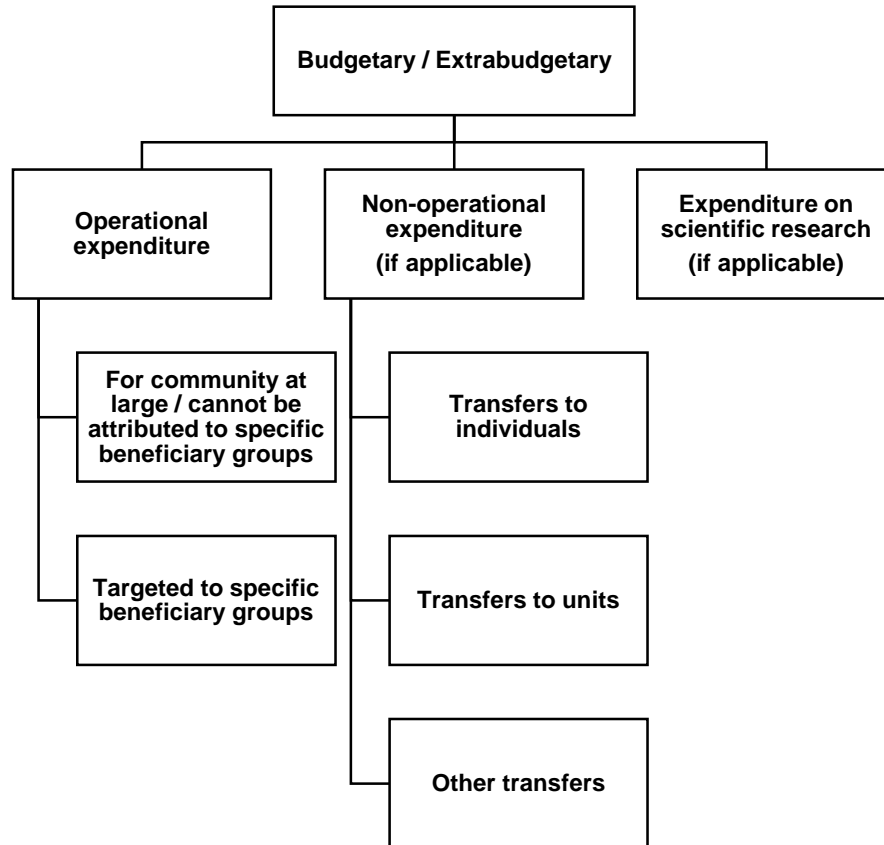 Budgetary / Extrabudgetary
Operational
expenditure
Non-operational
expenditure
(if applicable)
Expenditure on
scientific research
(if applicable)
For community at
large / cannot be
attributed to specific
beneficiary groups
Transfers to
individuals
Targeted to specific
beneficiary groups
Transfers to units
Other transfers